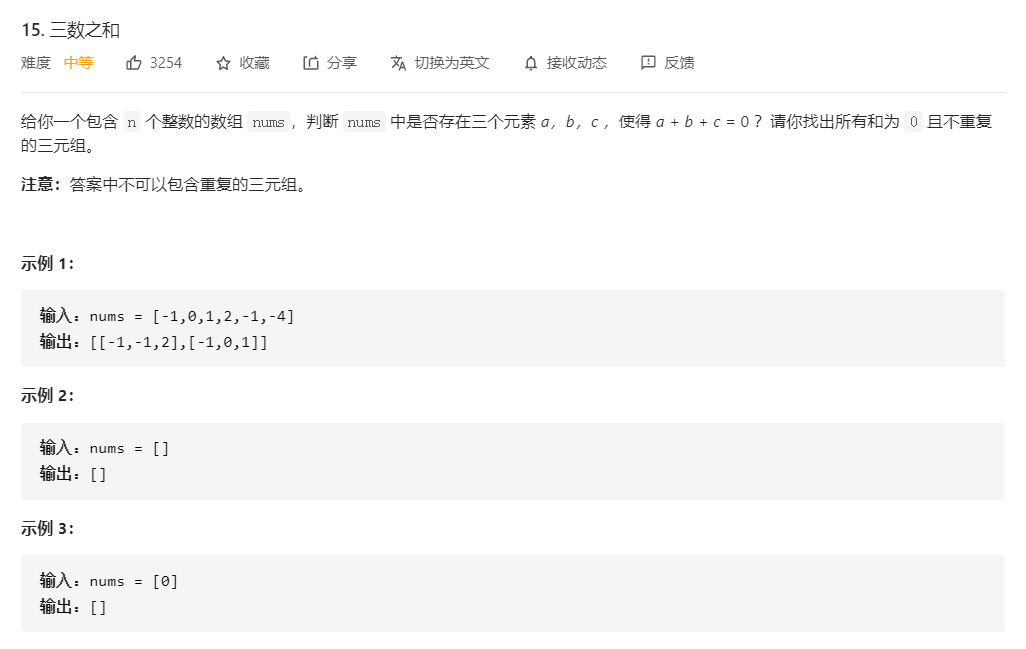 15. 三数之和
难度 中等 3254 收藏 分享 切换为英文 接收动态 反馈
给你一个包含 n 个整数的数组 nums，判断 nums 中是否存在三个元素 a，b，c ，使得 a + b + c = 0 ？请你找出所有和为 0 且不重复
的三元组。
注意：答案中不可以包含重复的三元组。
示例 1：
输入：nums = [-1,0,1,2,-1,-4]
输出：[[-1,-1,2],[-1,0,1]]
示例 2：
输入：nums = []
输出：[]
示例 3：
输入：nums = [0]
输出：[]